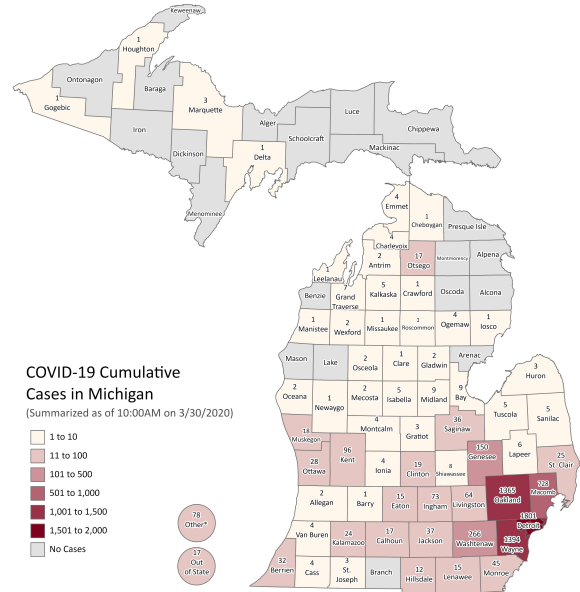 Keweenaw
1
Houghton
Ontonagon
Baraga
1
Gogebic
3
Marquette
Iron
Alger
Luce
Chippewa
Schoolcraft
Mackinac
Dickinson
1
Delta
Menominee
4
Emmet
1
Cheboygan
Presque Isle
4
Charlevoix
2
Antrim
17
Otsego
Montmorency
Alpena
1
Leelanau
Benzie
7
Grand
Traverse
5
Kalkaska
1
Crawford
Oscoda
Alcona
1
Manistee
2
Wexford
1
Missaukee
1
Roscommon
4
Ogemaw
1
Iosco
Mason
Lake
2
Osceola
1
Clare
2
Gladwin
Arenac
3
Huron
2
Oceana
1
Newaygo
2
Mecosta
5
Isabella
9
Midland
9
Bay
5
Tuscola
5
Sanilac
4
Montcalm
3
Gratiot
36
Saginaw
18
Muskegon
96
Kent
28
Ottawa
4
Ionia
19
Clinton
8
Shiawassee
150
Genesee
6
Lapeer
25
St. Clair
2
Allegan
1
Barry
15
Eaton
73
Ingham
64
Livingston
1365
Oakland
Macomb
Detroit
4
Van Buren
24
Kalamazoo
17
Calhoun
37
Jackson
266
Washtenaw
1394
Wayne
32
Berrien
4
Cass
3
St.
Joseph
Branch
12
Hillsdale
15
Lenawee
45
Monroe
COVID-19 Cumulative
Cases in Michigan
(Summarized as of 10:00AM on 3/30/2020)
1 to 10
11 to 100
101 to 500
501 to 1,000
1,001 to 1,500
1,501 to 2,000
No Cases
78
Other*
17
Out
of State